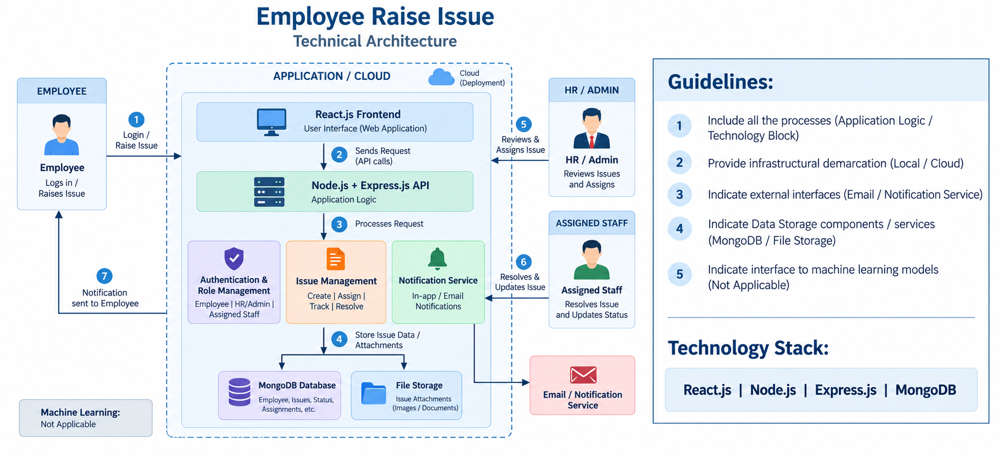 Employee Raise Issue
Technical Architecture
EMPLOYEE
Employee
Logs in /
Raises Issue
1
Login /
Raise Issue
APPLICATION / CLOUD
Cloud
(Deployment)
React.js Frontend
User Interface (Web Application)
2
Sends Request
(API calls)
Node.js + Express.js API
Application Logic
3
Processes Request
Authentication &
Role Management
Employee | HR/Admin |
Assigned Staff
Issue Management
Create | Assign |
Track | Resolve
Notification Service
In-app / Email
Notifications
4
Store Issue Data /
Attachments
MongoDB Database
Employee, Issues, Status,
Assignments, etc.
File Storage
Issue Attachments
(Images / Documents)
5
Reviews &
Assigns Issue
HR / ADMIN
HR / Admin
Reviews Issues
and Assigns
6
Resolves &
Updates Issue
ASSIGNED STAFF
Assigned Staff
Resolves Issue
and Updates Status
Email / Notification
Service
7
Notification
sent to Employee
Machine Learning:
Not Applicable
Guidelines:
1
Include all the processes (Application Logic /
Technology Block)
2
Provide infrastructural demarcation (Local / Cloud)
3
Indicate external interfaces (Email / Notification Service)
4
Indicate Data Storage components / services
(MongoDB / File Storage)
5
Indicate interface to machine learning models
(Not Applicable)
Technology Stack:
React.js | Node.js | Express.js | MongoDB